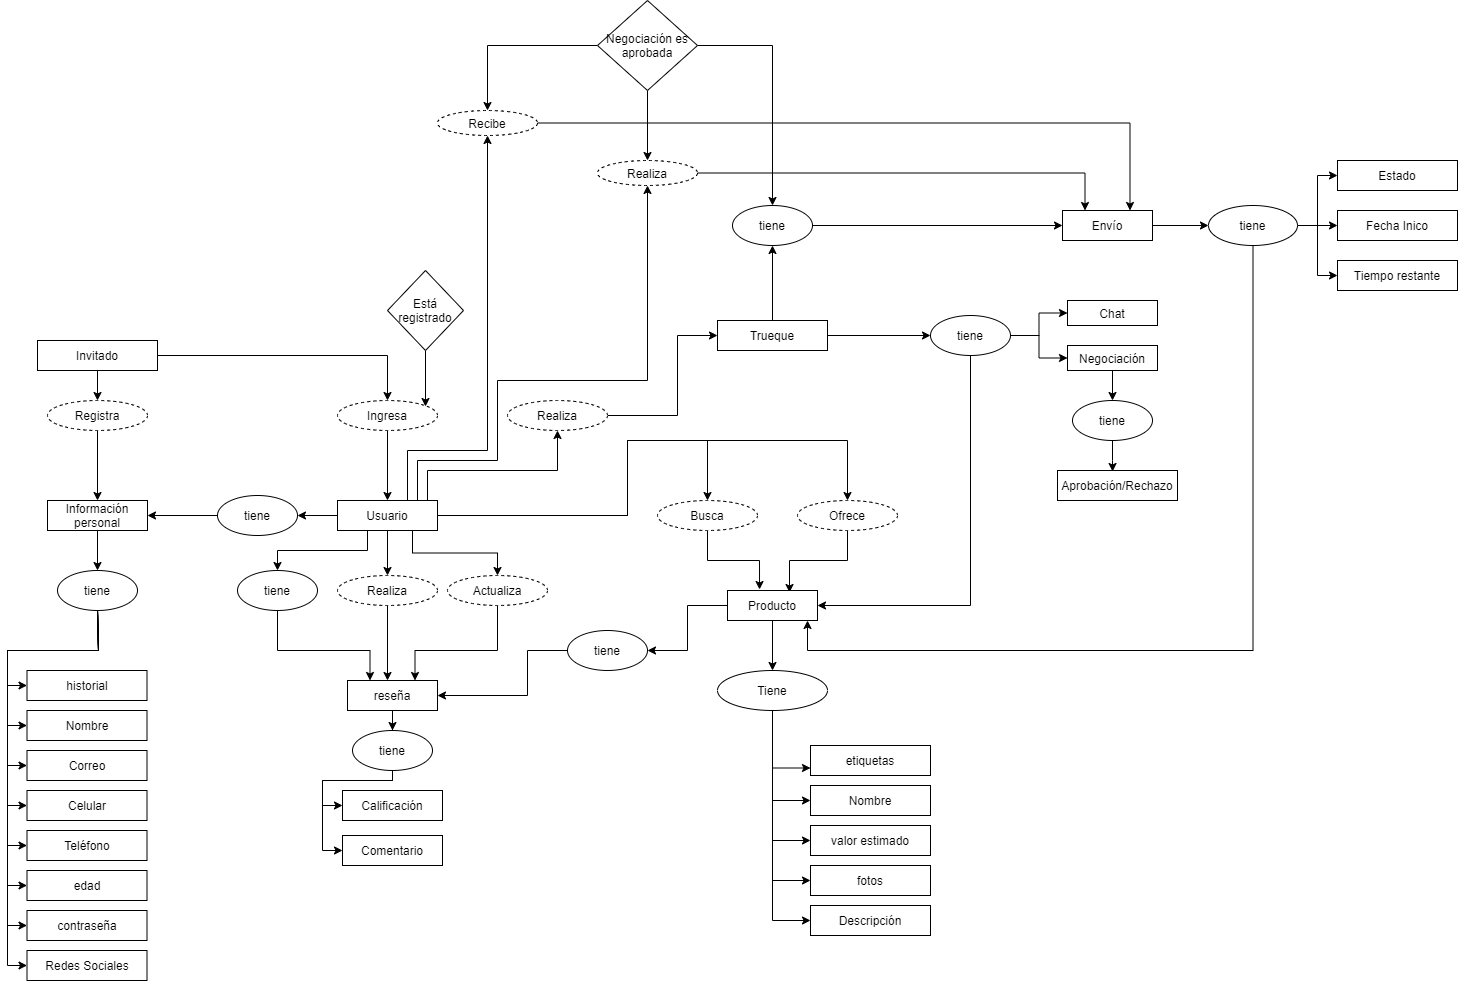 Negociación es
aprobada
Recibe
Realiza
Estado
tiene
Envío
tiene
Fecha Inico
Tiempo restante
Está
registrado
Chat
Trueque
tiene
Invitado
Negociación
Registra
Ingresa
Realiza
tiene
Aprobación/Rechazo
Información
personal
tiene
Usuario
Busca
Ofrece
tiene
tiene
Realiza
Actualiza
Producto
tiene
historial
reseña
Tiene
Nombre
tiene
etiquetas
Correo
Nombre
Celular
Calificación
valor estimado
Teléfono
Comentario
fotos
edad
Descripción
contraseña
Redes Sociales